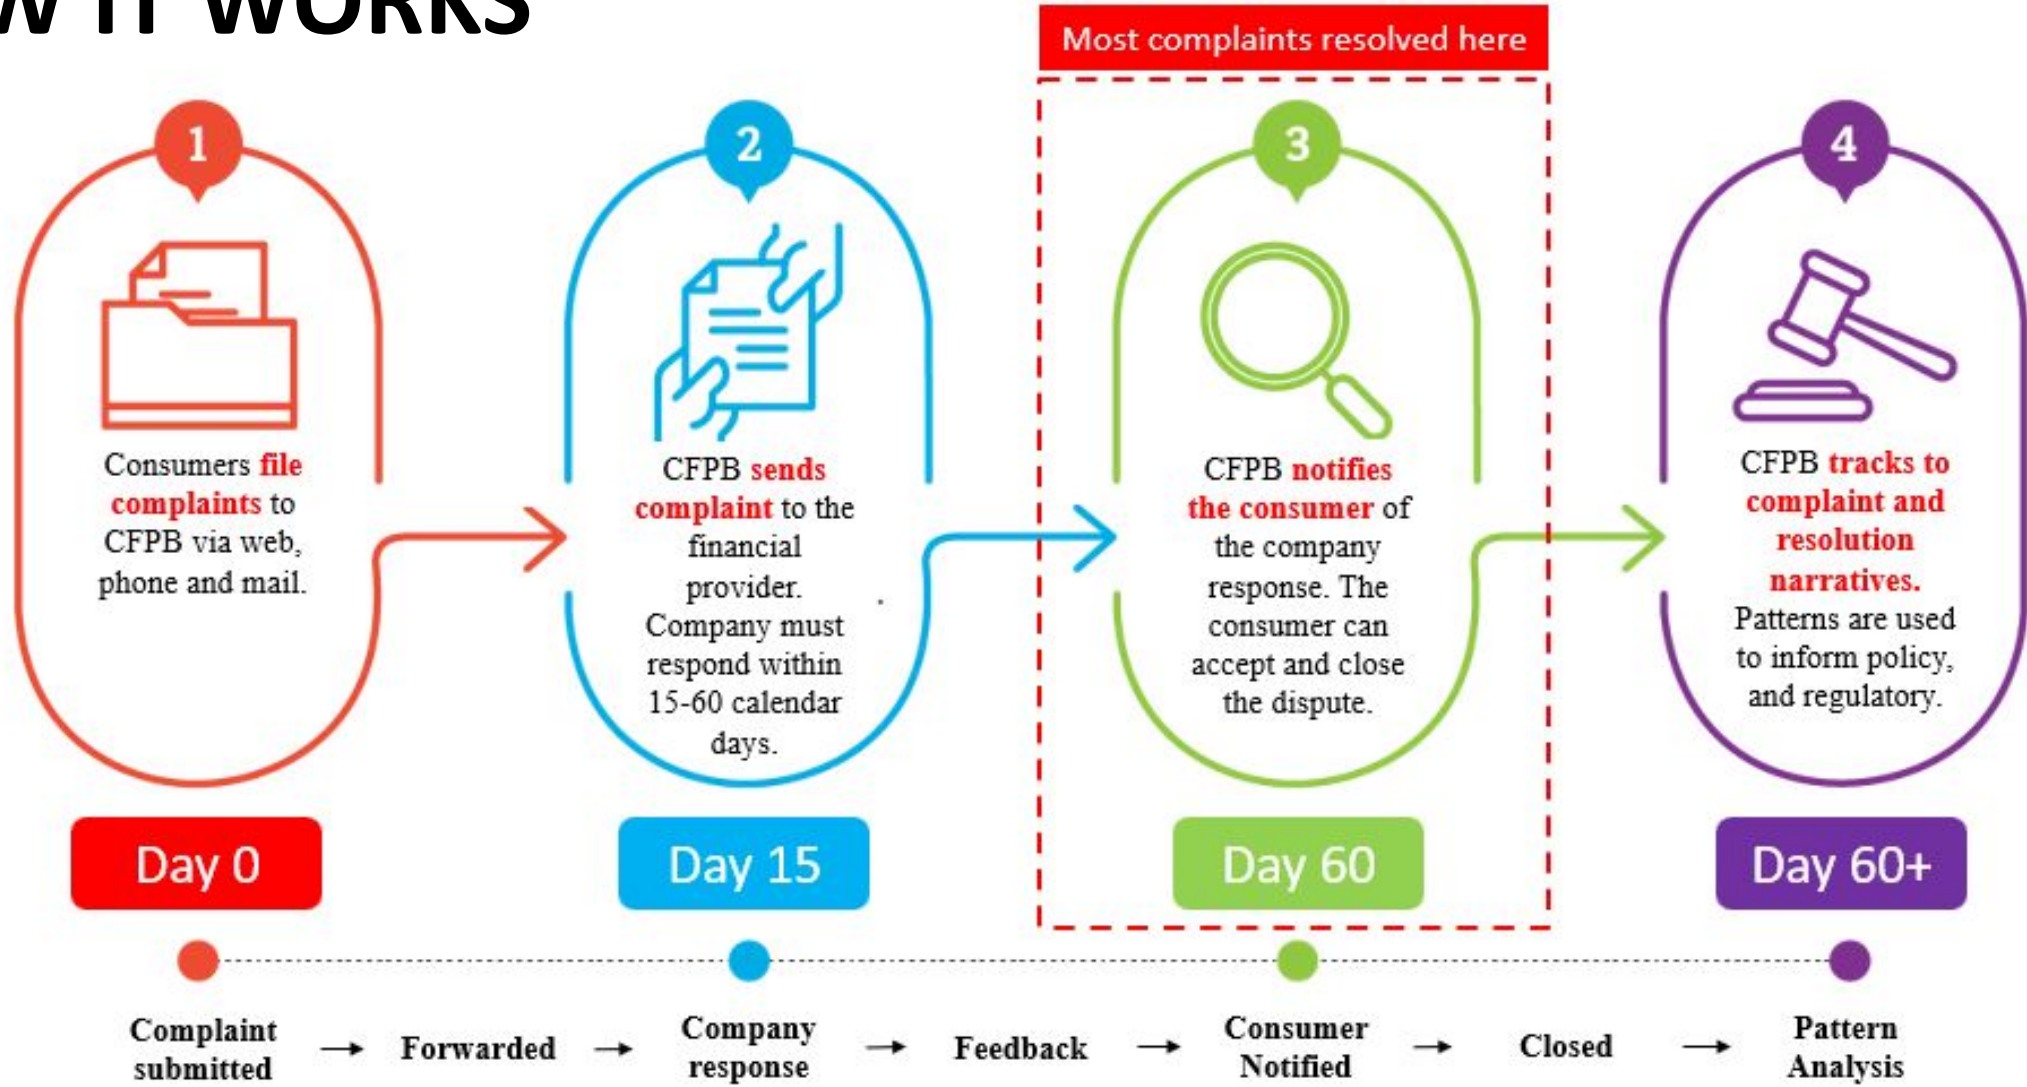 W IT WORKS
Most complaints resolved here
1
Consumers file
complaints to
CFPB via web,
phone and mail.
Day 0
2
CFPB sends
complaint to the
financial
provider.
Company must
respond within
15-60 calendar
days.
Day 15
3
CFPB notifies
the consumer of
the company
response. The
consumer can
accept and close
the dispute.
Day 60
4
CFPB tracks to
complaint and
resolution
narratives.
Patterns are used
to inform policy,
and regulatory.
Day 60+
Complaint
submitted
Forwarded
Company
response
Feedback
Consumer
Notified
Closed
Pattern
Analysis